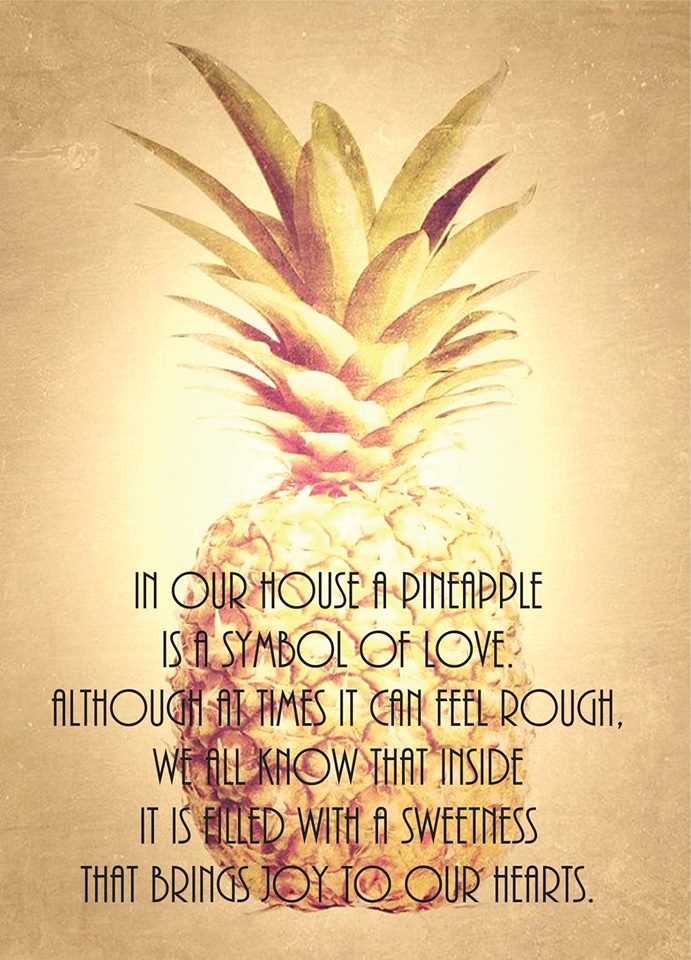 IN OUR HOUSE A PINEAPPLE
IS A SYMBOL OF LOVE.
ALTHOUGH AT TIMES IT CAN FEEL ROUGH,
WE ALL KNOW THAT INSIDE
IT IS FILLED WITH A SWEETNESS
THAT BRINGS JOY TO OUR HEARTS.